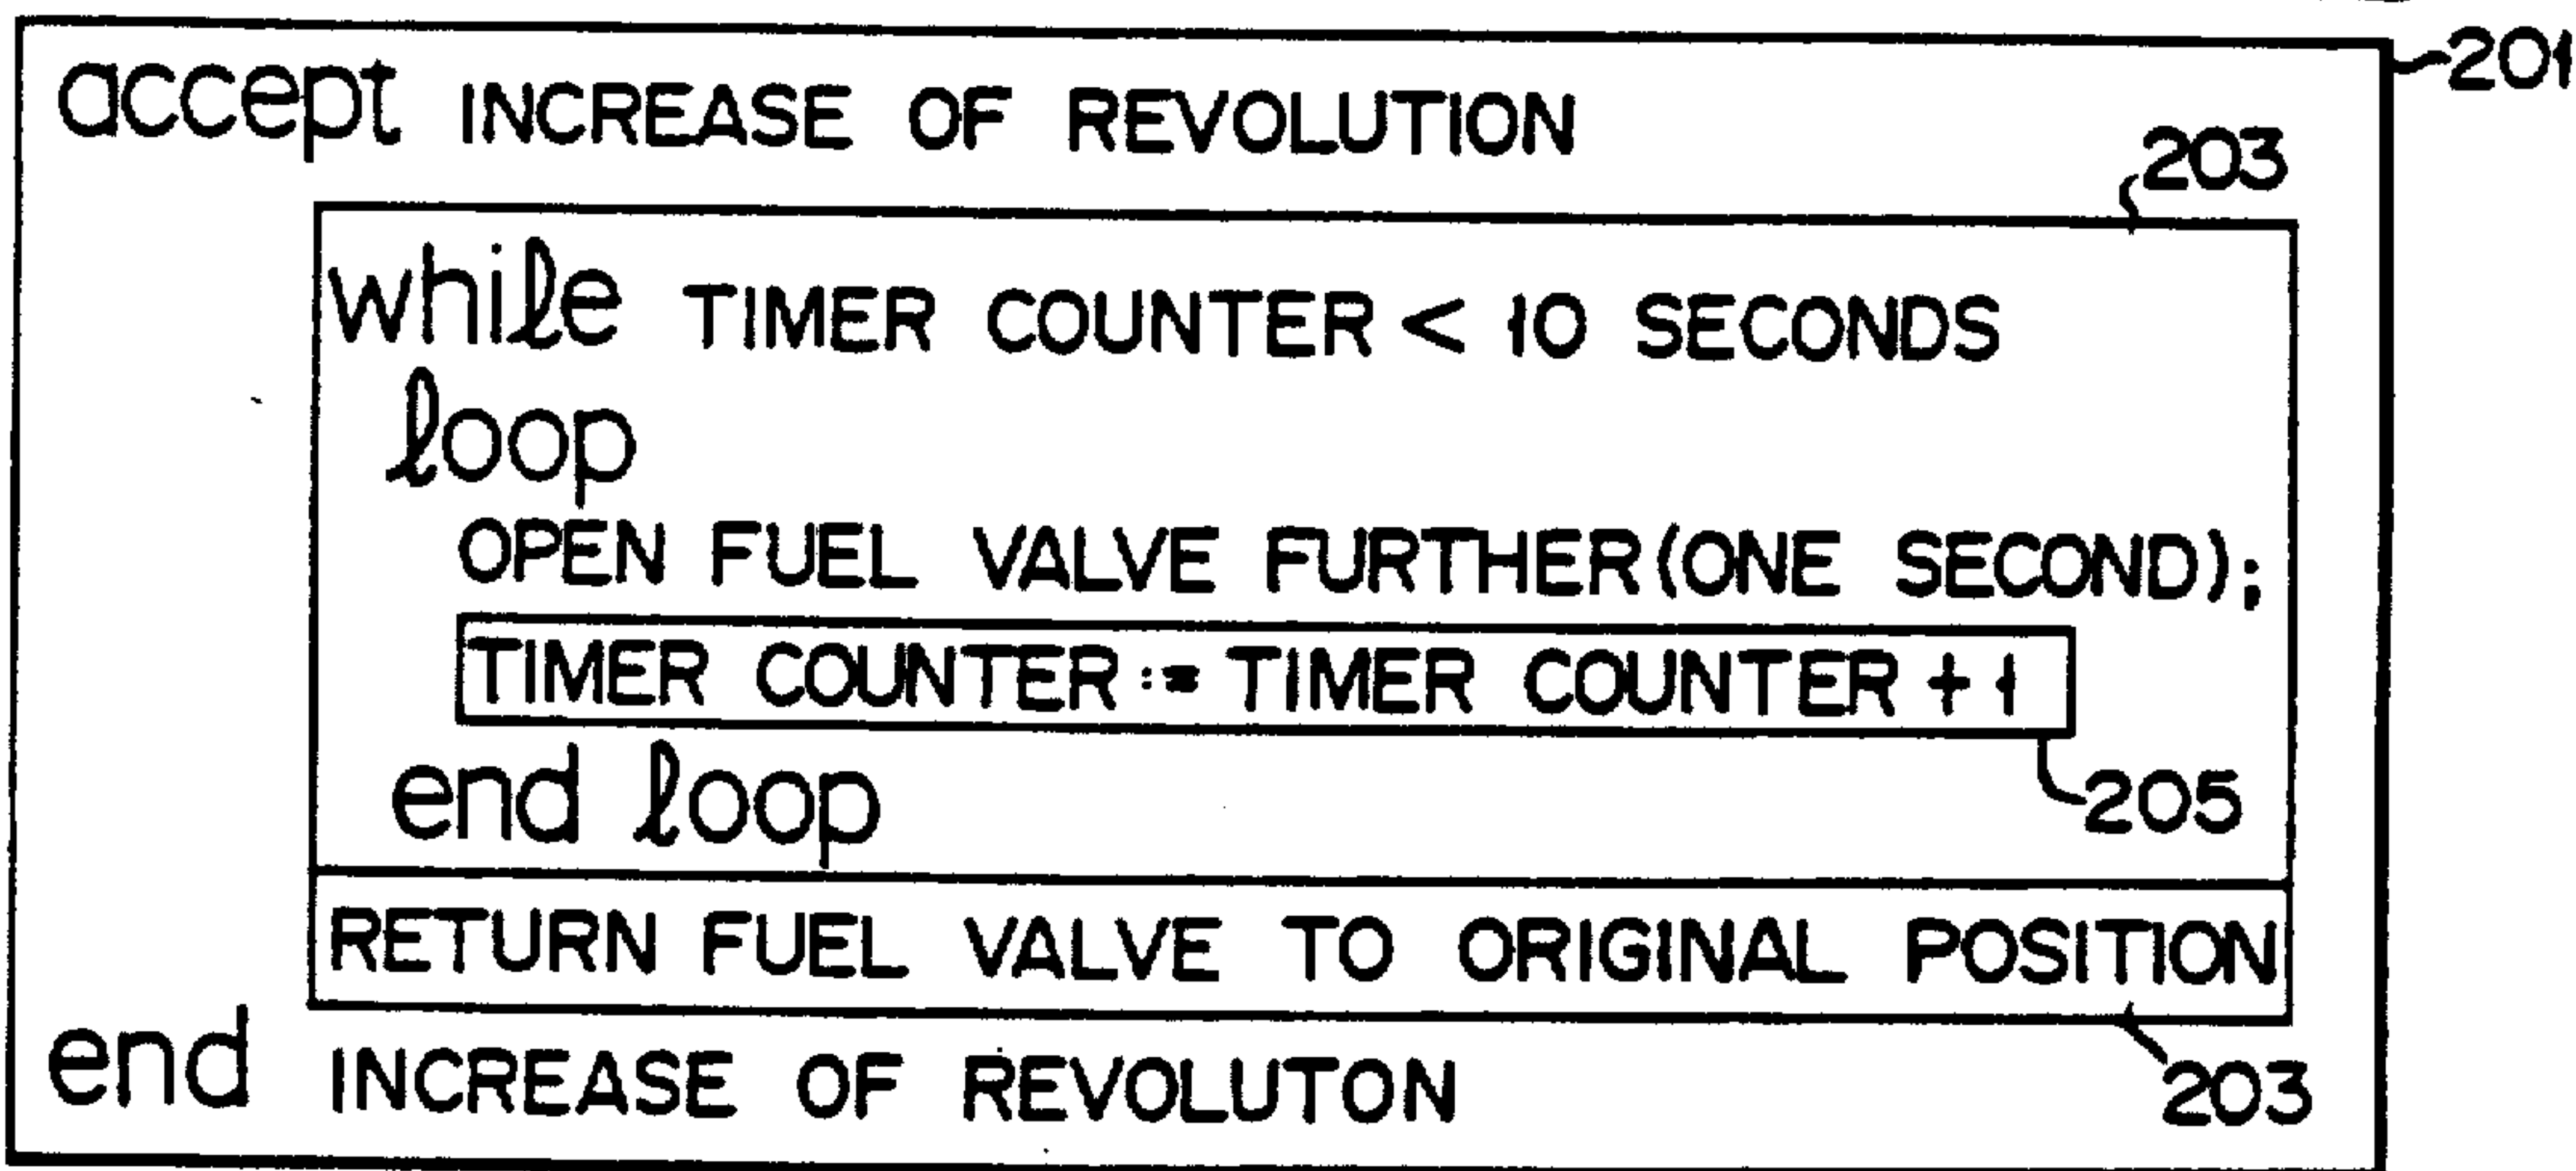 201
accept INCREASE OF REVOLUTION
203
while TIMER COUNTER < 10 SECONDS
loop
OPEN FUEL VALVE FURTHER(ONE SECOND);
TIMER COUNTER := TIMER COUNTER + 1
end loop
205
RETURN FUEL VALVE TO ORIGINAL POSITION
end INCREASE OF REVOLUTON
203